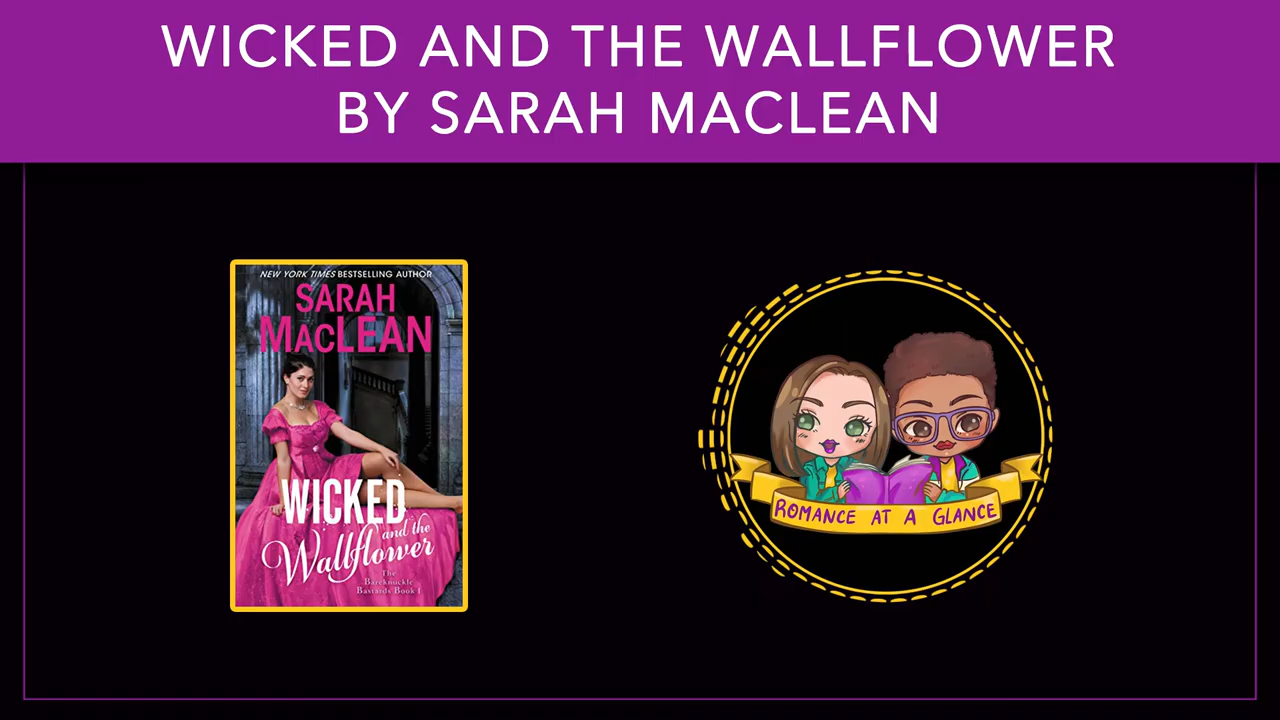 WICKED AND THE WALLFLOWER
BY SARAH MACLEAN
NEW YORK TIMES BESTSELLING AUTHOR
SARAH
MACLEAN
WICKED
and the
Wallflower
The
Bareknuckle
Bastards Book I
ROMANCE AT A GLANCE